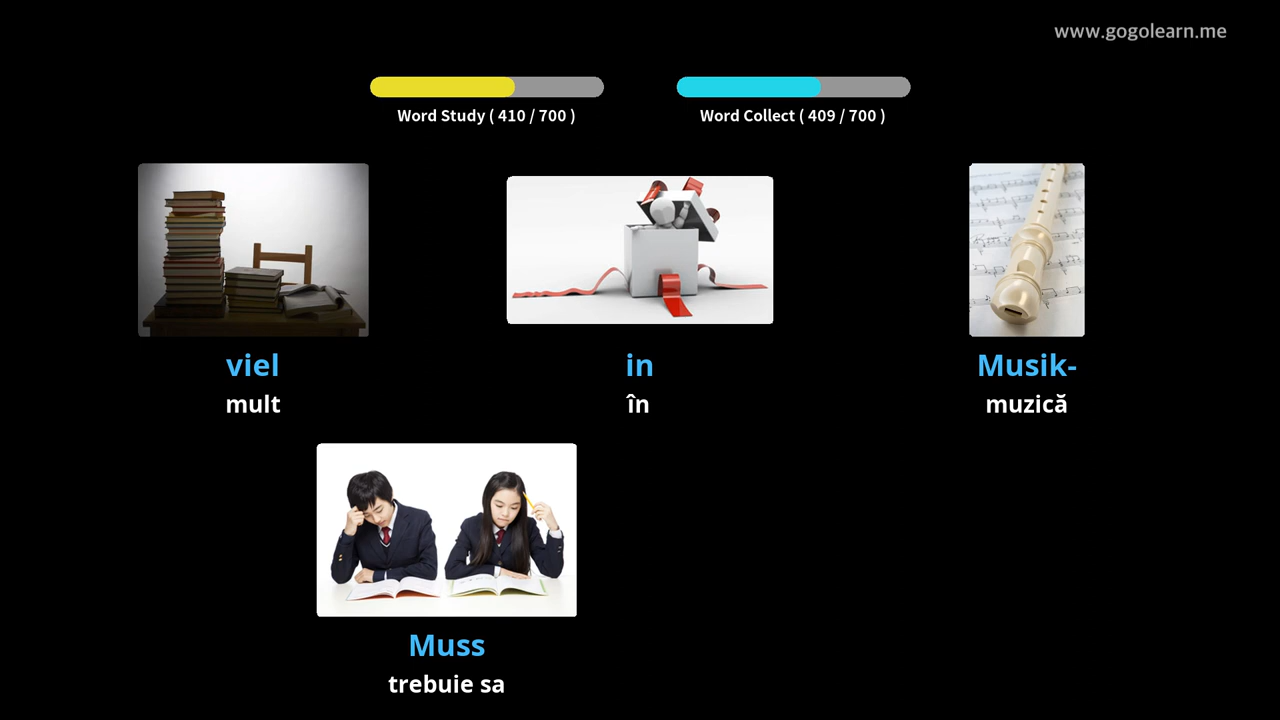 www.gogolearn.me
Word Study ( 410 / 700 )
Word Collect ( 409 / 700 )
viel
mult
in
în
Musik-
muzică
Muss
trebuie sa